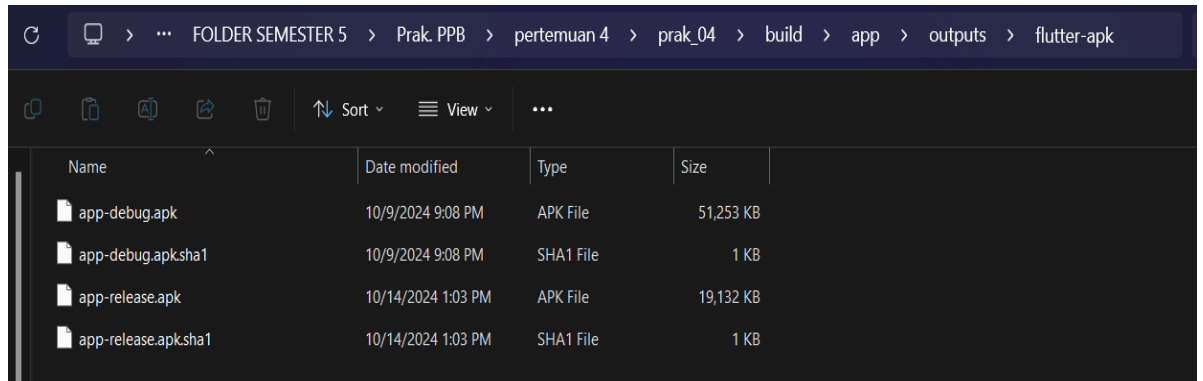 > ... FOLDER SEMESTER 5 > Prak. PPB > pertemuan 4 > prak_04 > build > app > outputs > flutter-apk
Sort View ...
Name Date modified Type Size
app-debug.apk 10/9/2024 9:08 PM APK File 51,253 KB
app-debug.apk.sha1 10/9/2024 9:08 PM SHA1 File 1 KB
app-release.apk 10/14/2024 1:03 PM APK File 19,132 KB
app-release.apk.sha1 10/14/2024 1:03 PM SHA1 File 1 KB